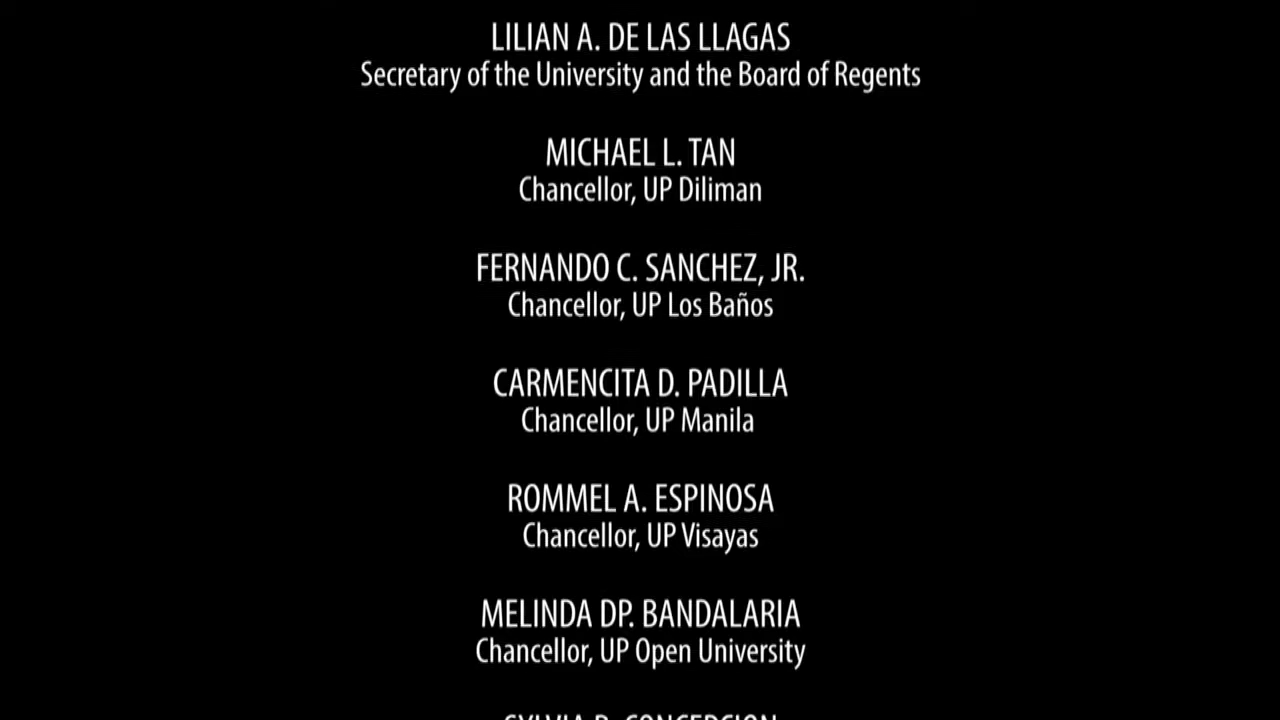 LILIAN A. DE LAS LLAGAS
Secretary of the University and the Board of Regents
MICHAEL L. TAN
Chancellor, UP Diliman
FERNANDO C. SANCHEZ, JR.
Chancellor, UP Los Baños
CARMENCITA D. PADILLA
Chancellor, UP Manila
ROMMEL A. ESPINOSA
Chancellor, UP Visayas
MELINDA DP. BANDALARIA
Chancellor, UP Open University
SYLVIA B. CONCEPCION